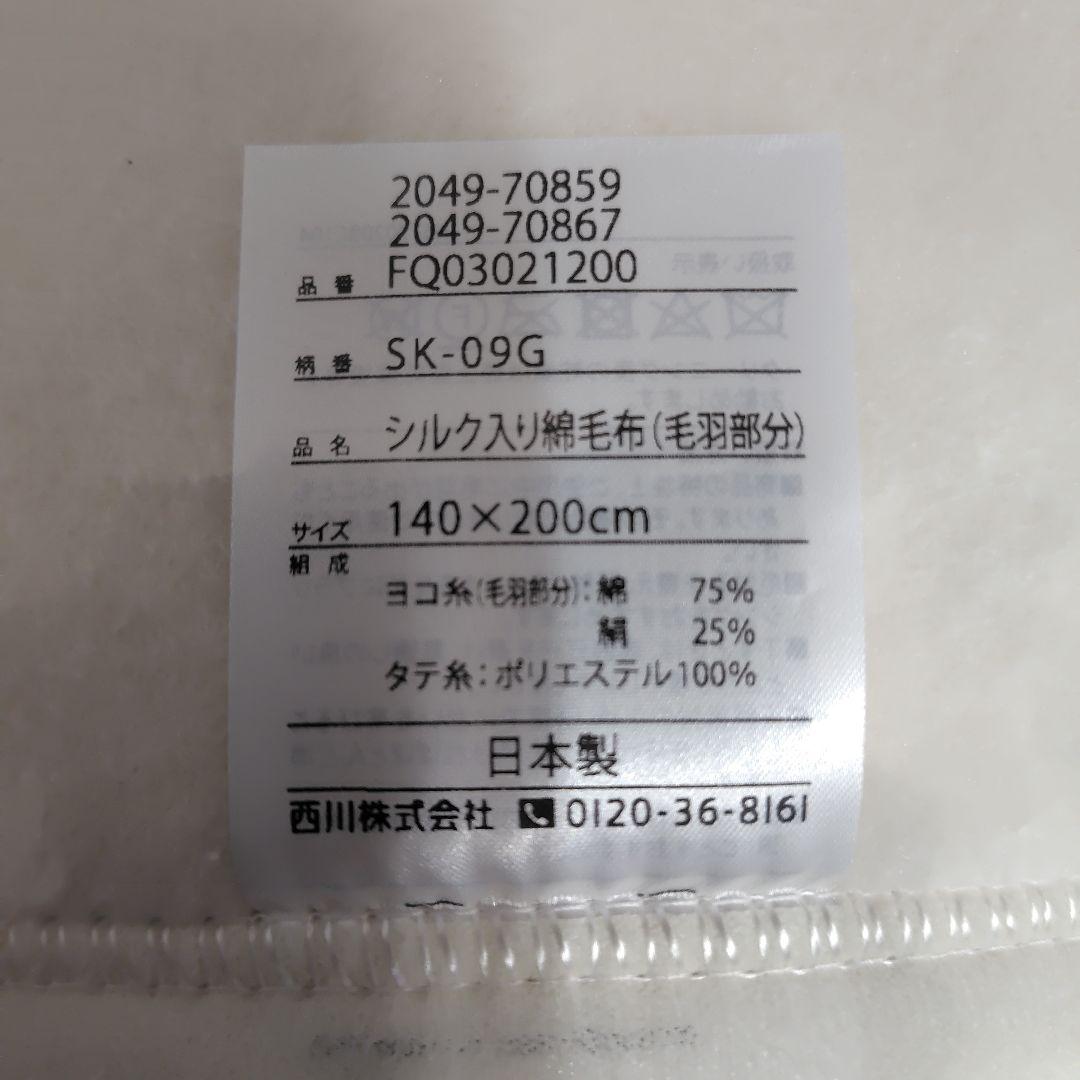 2049-70859
2049-70867
品番 FQ03021200
柄番 SK-09G
品名 シルク入り綿毛布(毛羽部分)
サイズ 140×200cm
組成
ヨコ糸(毛羽部分):綿 75%
絹 25%
タテ糸:ポリエステル100%
日本製
西川株式会社 0120-36-8161